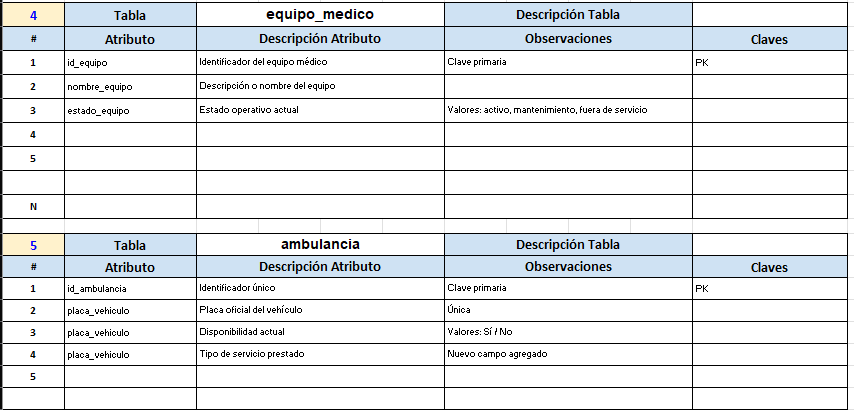 4 Tabla equipo_medico Descripción Tabla
# Atributo Descripción Atributo Observaciones Claves
1 id_equipo Identificador del equipo médico Clave primaria PK
2 nombre_equipo Descripción o nombre del equipo
3 estado_equipo Estado operativo actual Valores: activo, mantenimiento, fuera de servicio
4
5
N
5 Tabla ambulancia Descripción Tabla
# Atributo Descripción Atributo Observaciones Claves
1 id_ambulancia Identificador único Clave primaria PK
2 placa_vehiculo Placa oficial del vehículo Única
3 placa_vehiculo Disponibilidad actual Valores: Sí / No
4 placa_vehiculo Tipo de servicio prestado Nuevo campo agregado
5